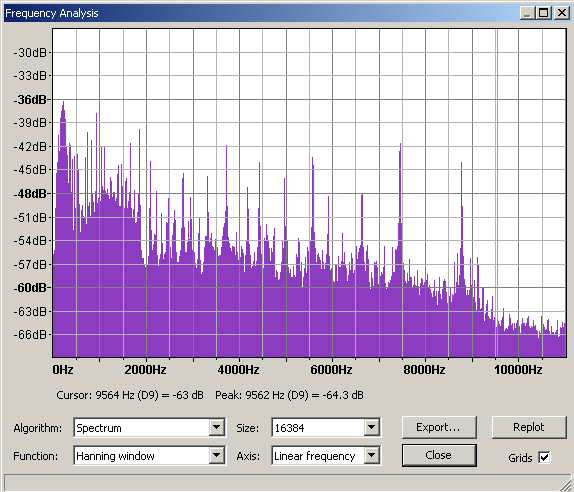 Frequency Analysis
-30dB
-33dB
-36dB
-39dB
-42dB
-45dB
-48dB
-51dB
-54dB
-57dB
-60dB
-63dB
-66dB
0Hz 2000Hz 4000Hz 6000Hz 8000Hz 10000Hz
Cursor: 9564 Hz (D9) = -63 dB Peak: 9562 Hz (D9) = -64.3 dB
Algorithm: Spectrum Size: 16384 Export... Replot
Function: Hanning window Axis: Linear frequency Close Grids